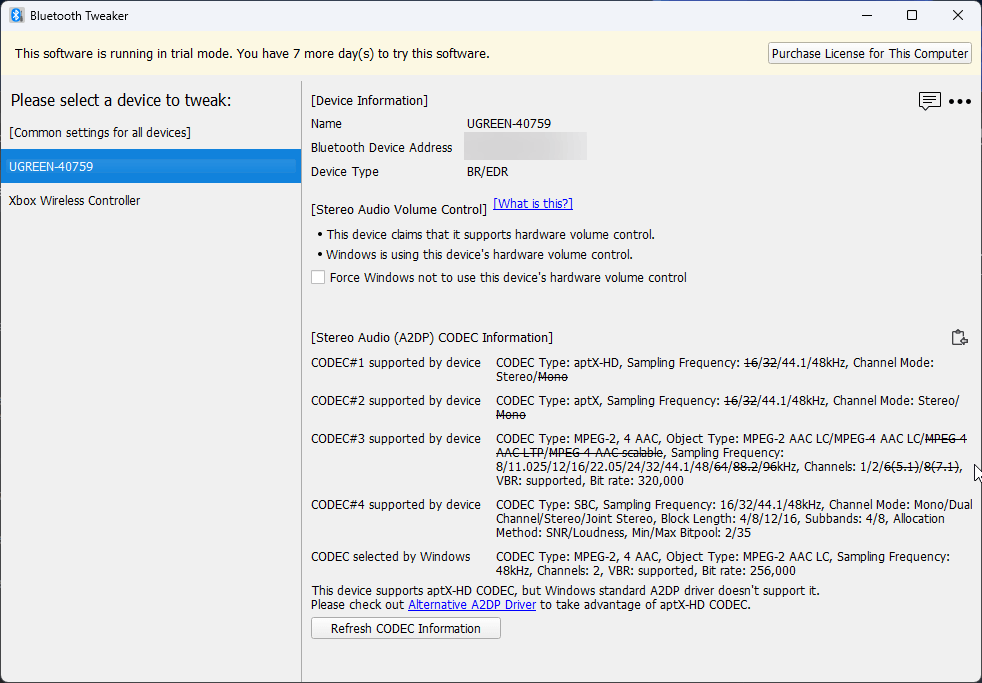 Bluetooth Tweaker
This software is running in trial mode. You have 7 more day(s) to try this software.
Purchase License for This Computer
Please select a device to tweak:
[Common settings for all devices]
UGREEN-40759
Xbox Wireless Controller
[Device Information]
Name UGREEN-40759
Bluetooth Device Address
Device Type BR/EDR
[Stereo Audio Volume Control] [What is this?]
• This device claims that it supports hardware volume control.
• Windows is using this device's hardware volume control.
Force Windows not to use this device's hardware volume control
[Stereo Audio (A2DP) CODEC Information]
CODEC#1 supported by device CODEC Type: aptX-HD, Sampling Frequency: 16/32/44.1/48kHz, Channel Mode:
Stereo/Mono
CODEC#2 supported by device CODEC Type: aptX, Sampling Frequency: 16/32/44.1/48kHz, Channel Mode: Stereo/
Mono
CODEC#3 supported by device CODEC Type: MPEG-2, 4 AAC, Object Type: MPEG-2 AAC LC/MPEG-4 AAC LC/MPEG-4
AAC LTP/MPEG-4 AAC scalable, Sampling Frequency:
8/11.025/12/16/22.05/24/32/44.1/48/64/88.2/96kHz, Channels: 1/2/6(5.1)/8(7.1),
VBR: supported, Bit rate: 320,000
CODEC#4 supported by device CODEC Type: SBC, Sampling Frequency: 16/32/44.1/48kHz, Channel Mode: Mono/Dual
Channel/Stereo/Joint Stereo, Block Length: 4/8/12/16, Subbands: 4/8, Allocation
Method: SNR/Loudness, Min/Max Bitpool: 2/35
CODEC selected by Windows CODEC Type: MPEG-2, 4 AAC, Object Type: MPEG-2 AAC LC, Sampling Frequency:
48kHz, Channels: 2, VBR: supported, Bit rate: 256,000
This device supports aptX-HD CODEC, but Windows standard A2DP driver doesn't support it.
Please check out Alternative A2DP Driver to take advantage of aptX-HD CODEC.
Refresh CODEC Information